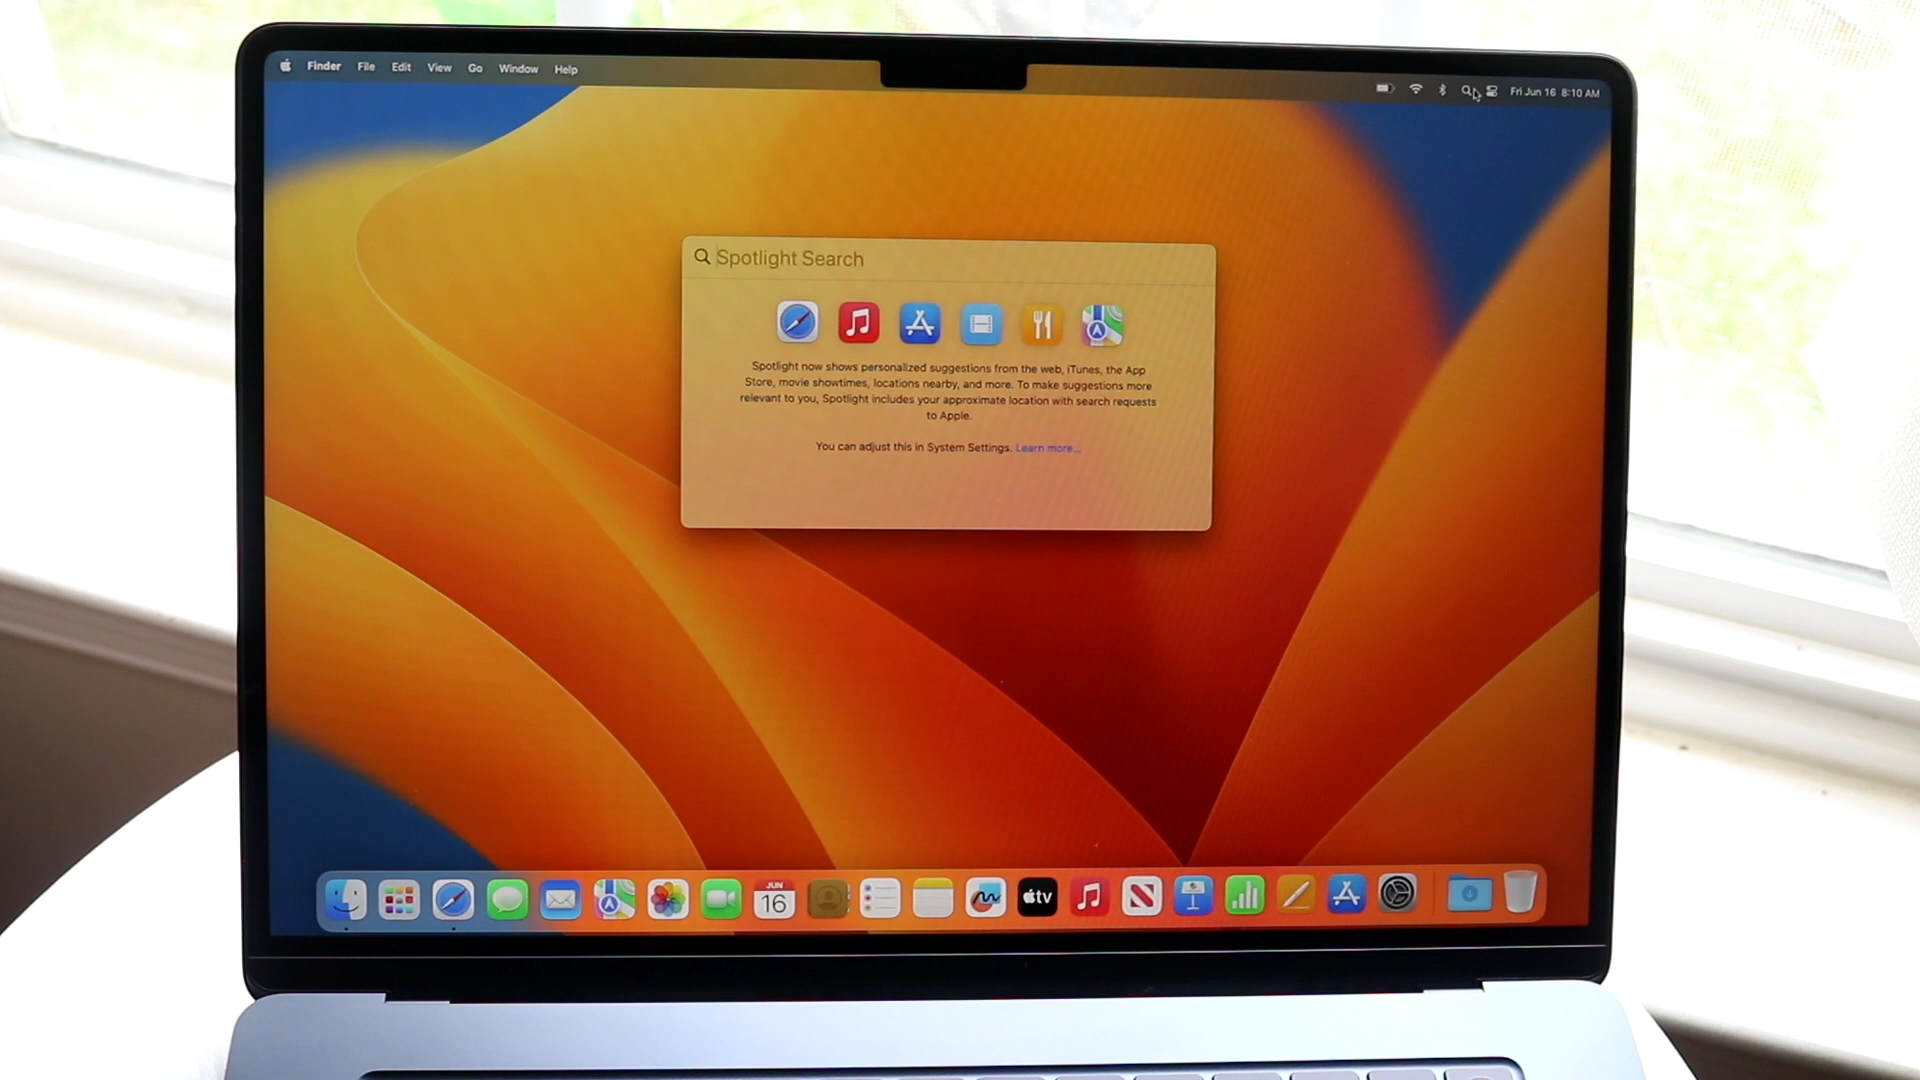 Finder File Edit View Go Window Help
Fri Jun 16 8:10 AM
Spotlight Search
Spotlight now shows personalized suggestions from the web, iTunes, the App
Store, movie showtimes, locations nearby, and more. To make suggestions more
relevant to you, Spotlight includes your approximate location with search requests
to Apple.
You can adjust this in System Settings. Learn more...
JUN
16
tv